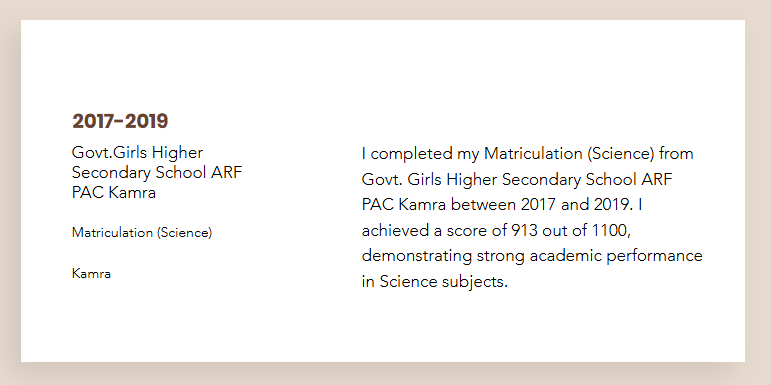 2017-2019
Govt.Girls Higher
Secondary School ARF
PAC Kamra
Matriculation (Science)
Kamra
I completed my Matriculation (Science) from
Govt. Girls Higher Secondary School ARF
PAC Kamra between 2017 and 2019. I
achieved a score of 913 out of 1100,
demonstrating strong academic performance
in Science subjects.